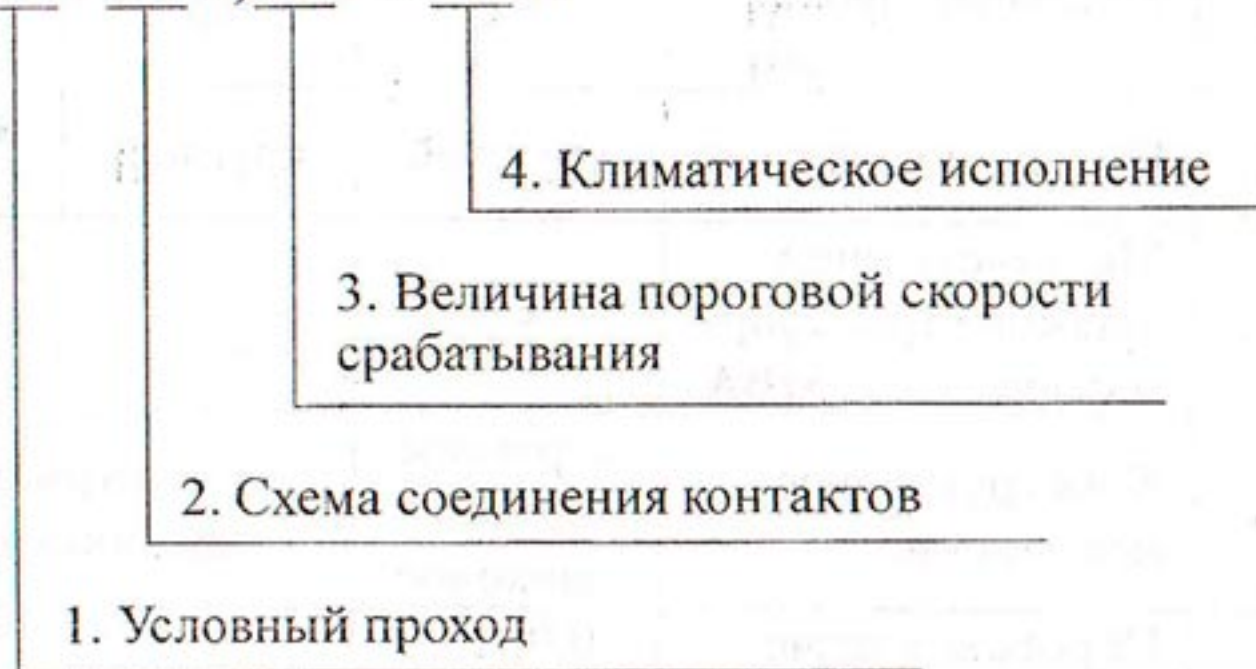 4. Климатическое исполнение
3. Величина пороговой скорости
срабатывания
2. Схема соединения контактов
1. Условный проход